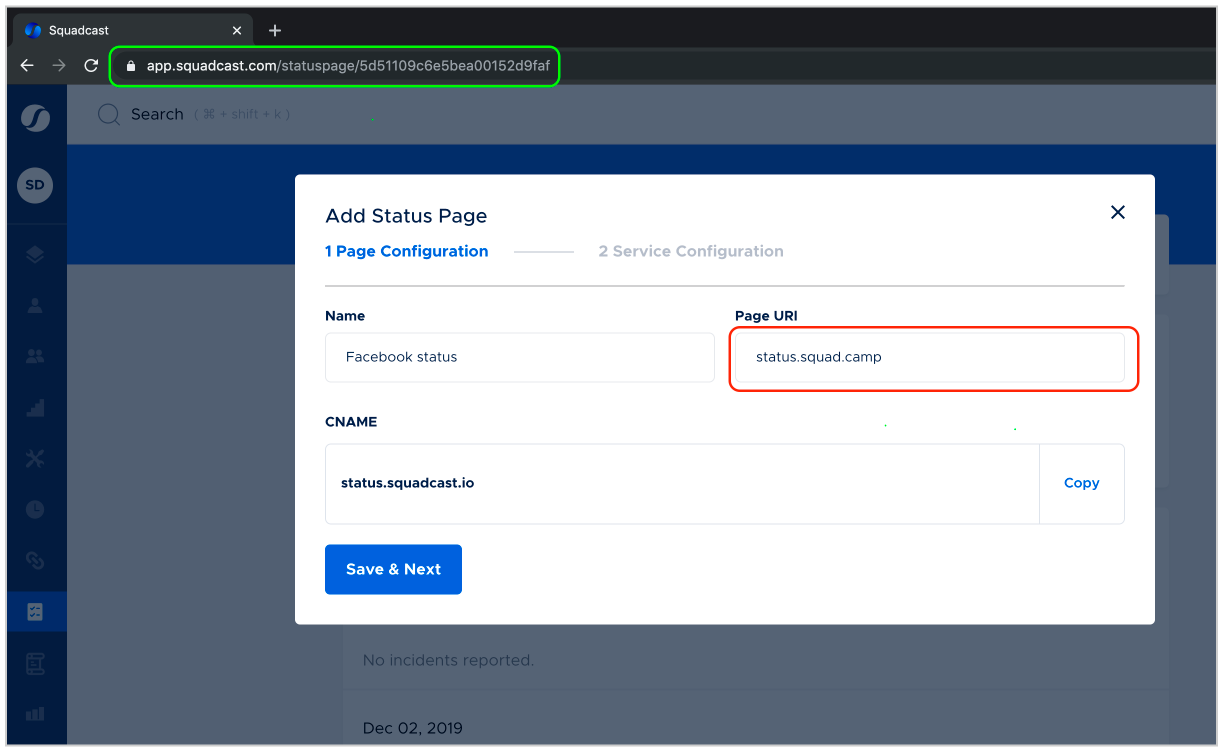 Squadcast
app.squadcast.com/statuspage/5d51109c6e5bea00152d9faf
Search ( ⌘ + shift + k )
SD
Add Status Page
1 Page Configuration 2 Service Configuration
Name Page URI
Facebook status status.squad.camp
CNAME
status.squadcast.io Copy
Save & Next
No incidents reported.
Dec 02, 2019